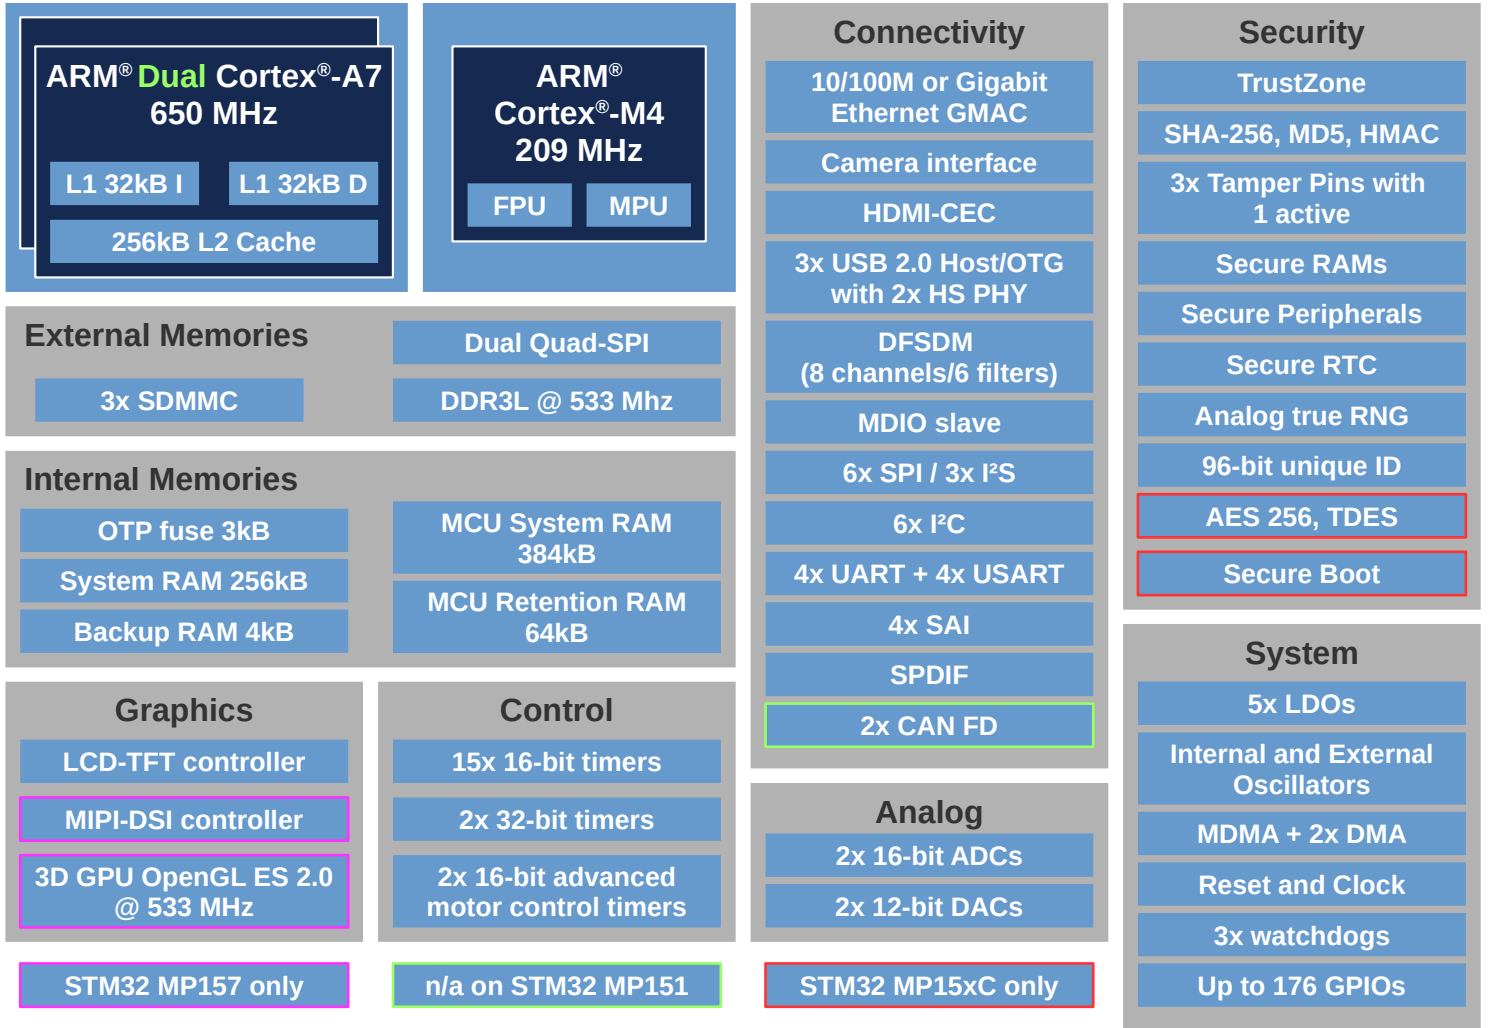 ARM® Dual Cortex®-A7
650 MHz
L1 32kB I
L1 32kB D
256kB L2 Cache
ARM®
Cortex®-M4
209 MHz
FPU
MPU
External Memories
Dual Quad-SPI
3x SDMMC
DDR3L @ 533 Mhz
Internal Memories
OTP fuse 3kB
System RAM 256kB
Backup RAM 4kB
MCU System RAM
384kB
MCU Retention RAM
64kB
Graphics
LCD-TFT controller
MIPI-DSI controller
3D GPU OpenGL ES 2.0
@ 533 MHz
Control
15x 16-bit timers
2x 32-bit timers
2x 16-bit advanced
motor control timers
Connectivity
10/100M or Gigabit
Ethernet GMAC
Camera interface
HDMI-CEC
3x USB 2.0 Host/OTG
with 2x HS PHY
DFSDM
(8 channels/6 filters)
MDIO slave
6x SPI / 3x I²S
6x I²C
4x UART + 4x USART
4x SAI
SPDIF
2x CAN FD
Analog
2x 16-bit ADCs
2x 12-bit DACs
Security
TrustZone
SHA-256, MD5, HMAC
3x Tamper Pins with
1 active
Secure RAMs
Secure Peripherals
Secure RTC
Analog true RNG
96-bit unique ID
AES 256, TDES
Secure Boot
System
5x LDOs
Internal and External
Oscillators
MDMA + 2x DMA
Reset and Clock
3x watchdogs
Up to 176 GPIOs
STM32 MP157 only
n/a on STM32 MP151
STM32 MP15xC only